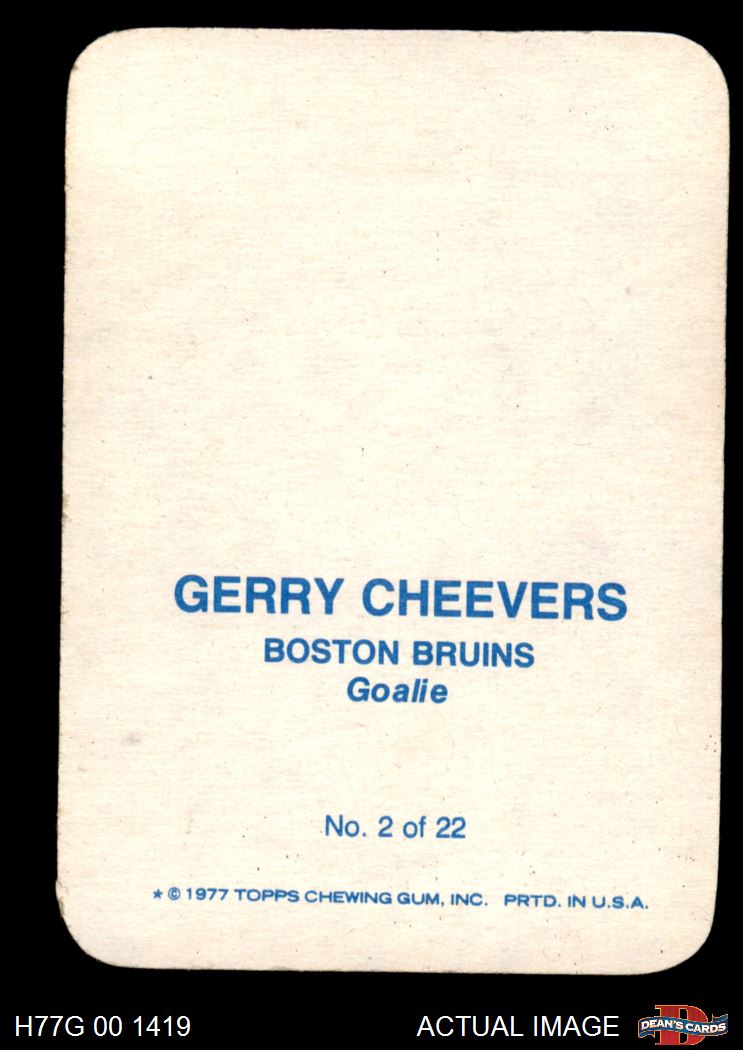 GERRY CHEEVERS
BOSTON BRUINS
Goalie
No. 2 of 22
* © 1977 TOPPS CHEWING GUM, INC. PRTD. IN U.S.A.
H77G 00 1419 ACTUAL IMAGE D DEAN'S CARDS